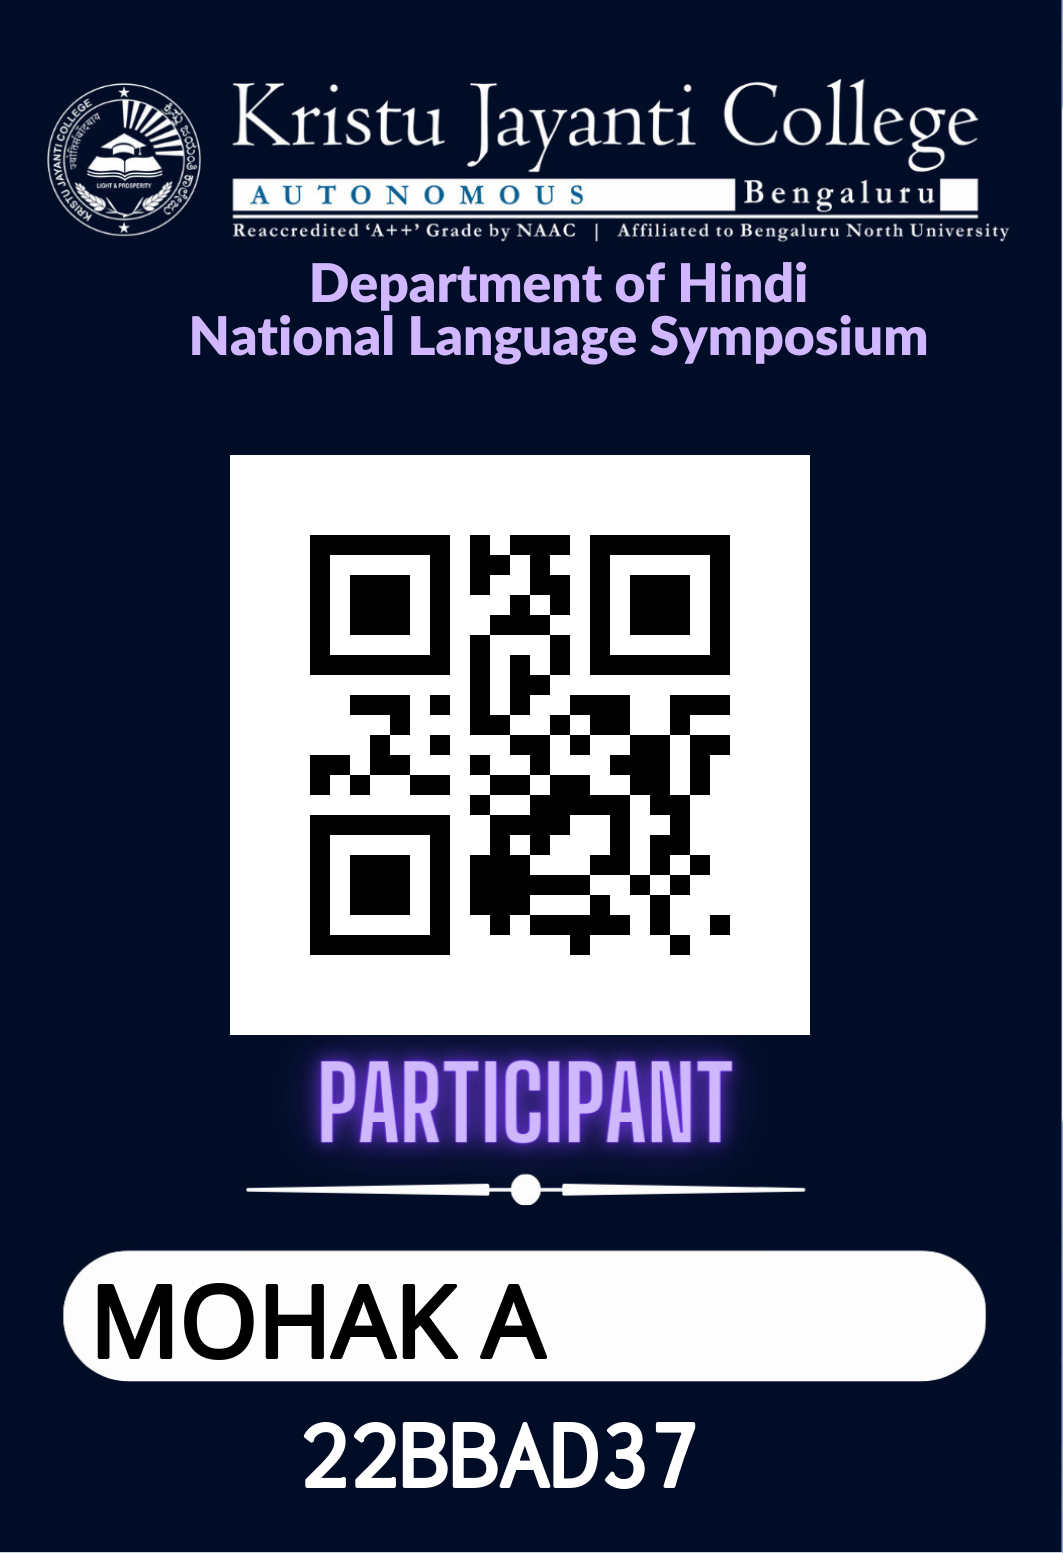 KRISTU JAYANTI COLLEGE
LIGHT & PROSPERITY
Kristu Jayanti College
AUTONOMOUS Bengaluru
Reaccredited ‘A++’ Grade by NAAC | Affiliated to Bengaluru North University
Department of Hindi
National Language Symposium
PARTICIPANT
MOHAK A
22BBAD37